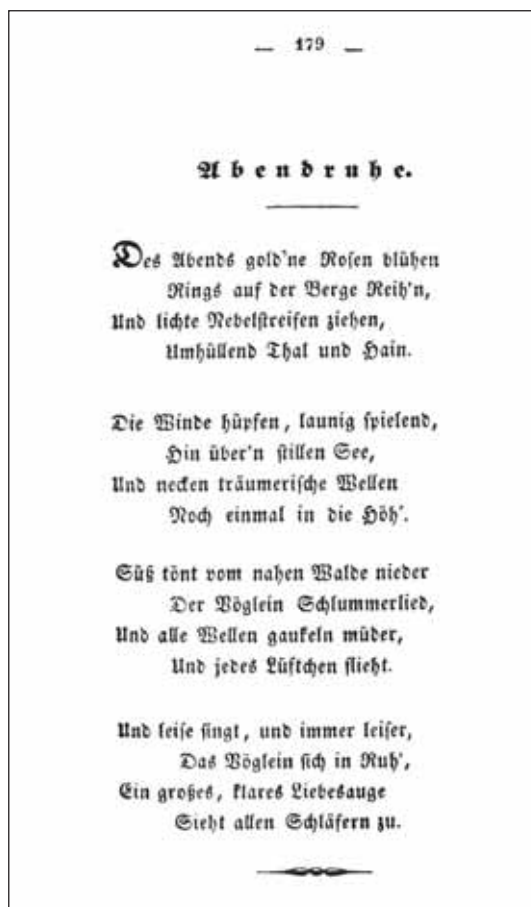 — 179 —
Abendruhe.
Des Abends gold'ne Rosen blühen
Rings auf der Berge Reih'n,
Und lichte Nebelstreifen ziehen,
Umhüllend Thal und Hain.
Die Winde hüpfen, launig spielend,
Hin über'n stillen See,
Und necken träumerische Wellen
Noch einmal in die Höh'.
Süß tönt vom nahen Walde nieder
Der Vöglein Schlummerlied,
Und alle Wellen gaukeln müder,
Und jedes Lüftchen flieht.
Und leise singt, und immer leiser,
Das Vöglein sich in Ruh',
Ein großes, klares Liebesauge
Sieht allen Schläfern zu.